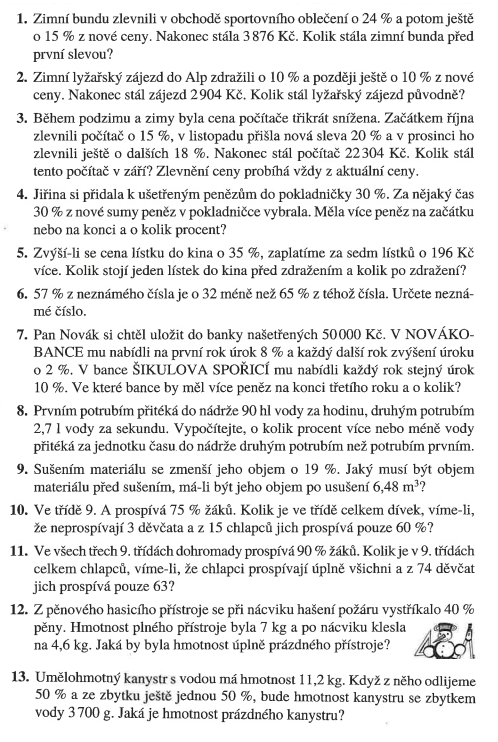 1. Zimní bundu zlevnili v obchodě sportovního oblečení o 24 % a potom ještě
o 15 % z nové ceny. Nakonec stála 3 876 Kč. Kolik stála zimní bunda před
první slevou?
2. Zimní lyžařský zájezd do Alp zdražili o 10 % a později ještě o 10 % z nové
ceny. Nakonec stál zájezd 2 904 Kč. Kolik stál lyžařský zájezd původně?
3. Během podzimu a zimy byla cena počítače třikrát snížena. Začátkem října
zlevnili počítač o 15 %, v listopadu přišla nová sleva 20 % a v prosinci ho
zlevnili ještě o dalších 18 %. Nakonec stál počítač 22 304 Kč. Kolik stál
tento počítač v září? Zlevnění ceny probíhá vždy z aktuální ceny.
4. Jiřina si přidala k ušetřeným penězům do pokladničky 30 %. Za nějaký čas
30 % z nové sumy peněz v pokladničce vybrala. Měla více peněz na začátku
nebo na konci a o kolik procent?
5. Zvýší-li se cena lístku do kina o 35 %, zaplatíme za sedm lístků o 196 Kč
více. Kolik stojí jeden lístek do kina před zdražením a kolik po zdražení?
6. 57 % z neznámého čísla je o 32 méně než 65 % z téhož čísla. Určete nezná-
mé číslo.
7. Pan Novák si chtěl uložit do banky našetřených 50 000 Kč. V NOVÁKO-
BANCE mu nabídli na první rok úrok 8 % a každý další rok zvýšení úroku
o 2 %. V bance ŠIKULOVA SPOŘICÍ mu nabídli každý rok stejný úrok
10 %. Ve které bance by měl více peněz na konci třetího roku a o kolik?
8. Prvním potrubím přitéká do nádrže 90 hl vody za hodinu, druhým potrubím
2,7 l vody za sekundu. Vypočítejte, o kolik procent více nebo méně vody
přitéká za jednotku času do nádrže druhým potrubím než potrubím prvním.
9. Sušením materiálu se zmenší jeho objem o 19 %. Jaký musí být objem
materiálu před sušením, má-li být jeho objem po usušení 6,48 m³?
10. Ve třídě 9. A prospívá 75 % žáků. Kolik je ve třídě celkem dívek, víme-li,
že neprospívají 3 děvčata a z 15 chlapců jich prospívá pouze 60 %?
11. Ve všech třech 9. třídách dohromady prospívá 90 % žáků. Kolik je v 9. třídách
celkem chlapců, víme-li, že chlapci prospívají úplně všichni a z 74 děvčat
jich prospívá pouze 63?
12. Z pěnového hasicího přístroje se při nácviku hašení požáru vystříkalo 40 %
pěny. Hmotnost plného přístroje byla 7 kg a po nácviku klesla
na 4,6 kg. Jaká by byla hmotnost úplně prázdného přístroje?
13. Umělohmotný kanystr s vodou má hmotnost 11,2 kg. Když z něho odlijeme
50 % a ze zbytku ještě jednou 50 %, bude hmotnost kanystru se zbytkem
vody 3 700 g. Jaká je hmotnost prázdného kanystru?